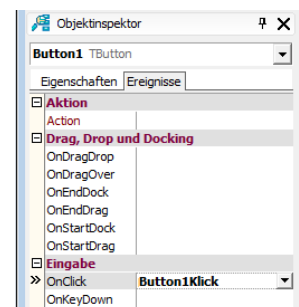 Objektinspektor
Button1 TButton
Eigenschaften Ereignisse
Aktion
Action
Drag, Drop und Docking
OnDragDrop
OnDragOver
OnEndDock
OnEndDrag
OnStartDock
OnStartDrag
Eingabe
OnClick Button1Klick
OnKeyDown